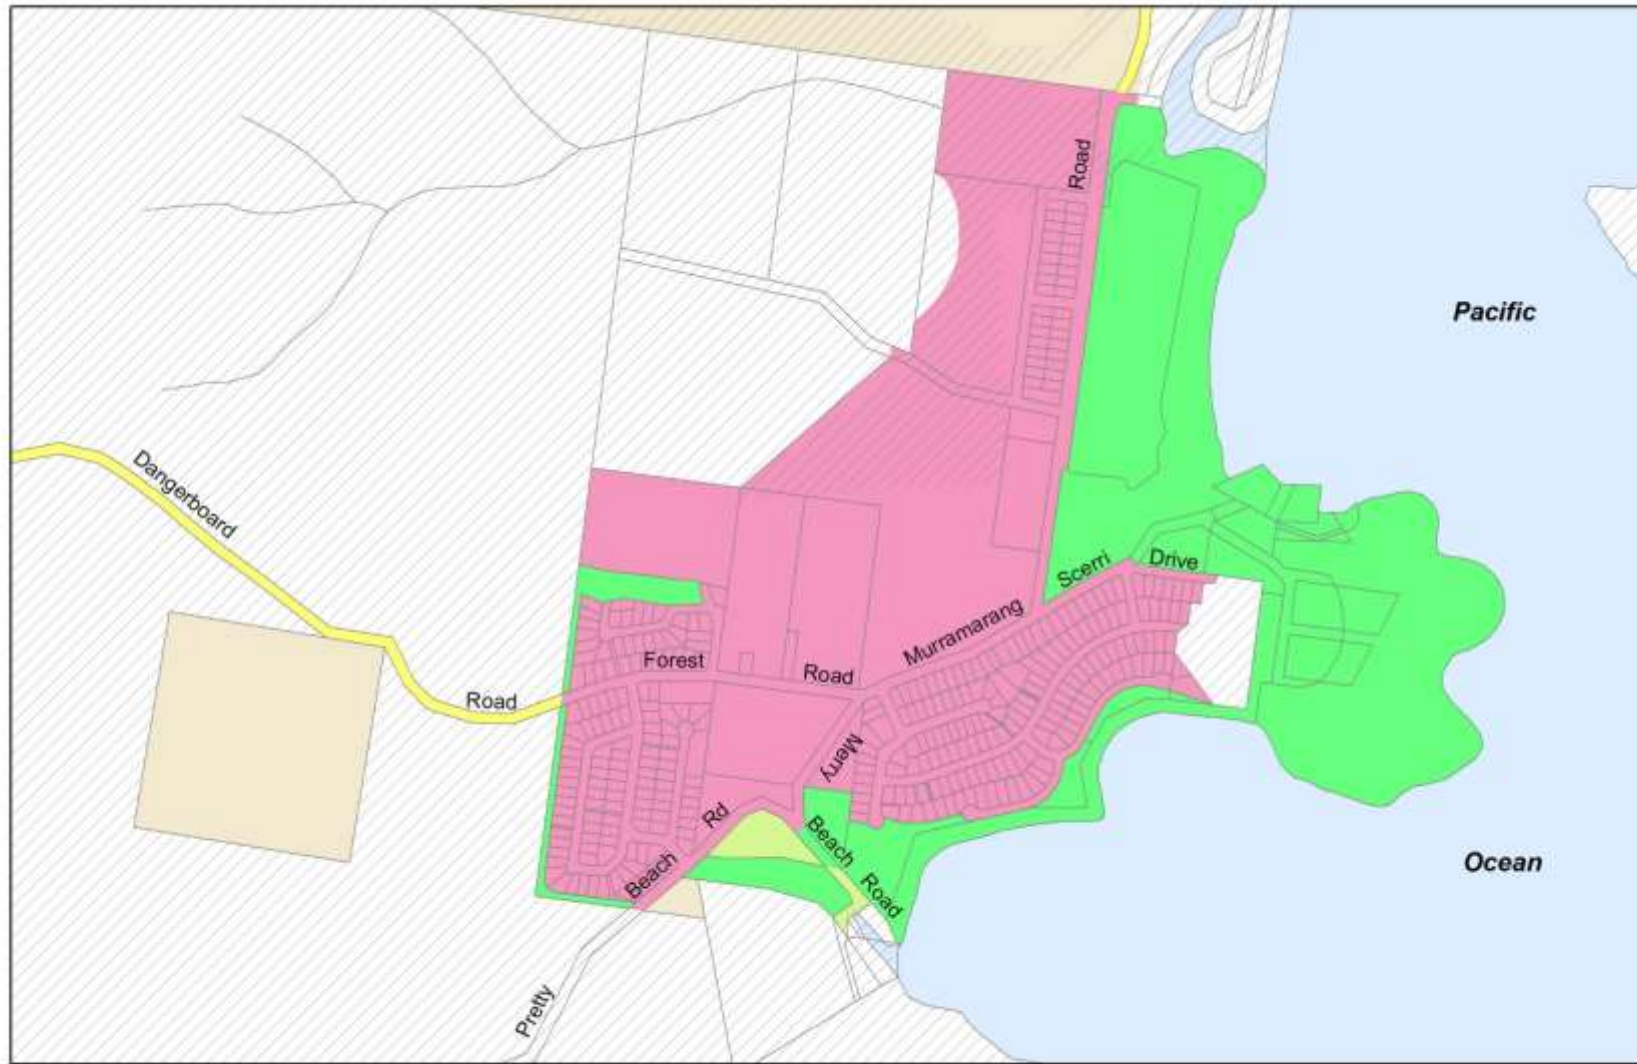 Road
Pacific
Dangerboard
Scerri
Drive
Murramarang
Forest
Road
Road
Merry
Rd
Beach
Beach
Road
Ocean
Pretty